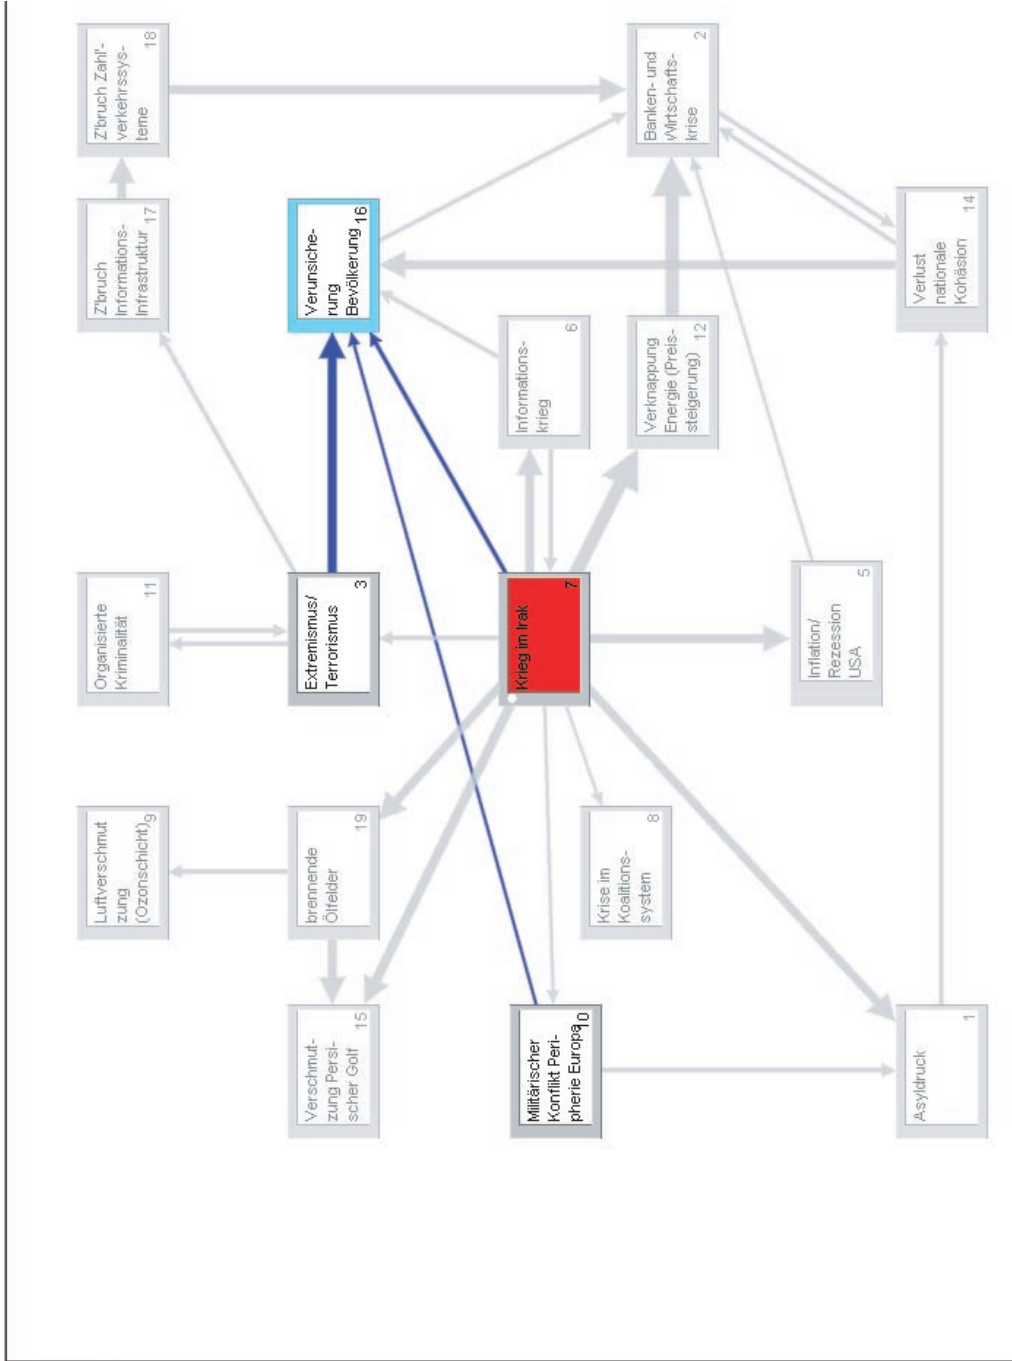 Luftverschmut
zung
(Ozonschicht) 9
Organisierte
Kriminalität
11
Z'bruch
Informations-
Infrastruktur 17
Z'bruch Zahl'-
verkehrssys-
teme 18
Verschmut-
zung Persi-
scher Golf 15
brennende
Ölfelder
19
Extremismus/
Terrorismus
3
Verunsiche-
rung
Bevölkerung 16
Militärischer
Konflikt Peri-
pherie Europa 10
Krieg im Irak
7
Informations-
krieg
6
Krise im
Koalitions-
system 8
Verknappung
Energie (Preis-
steigerung) 12
Banken- und
Wirtschafts-
krise 2
Inflation/
Rezession
USA 5
Asyldruck
1
Verlust
nationale
Kohäsion 14